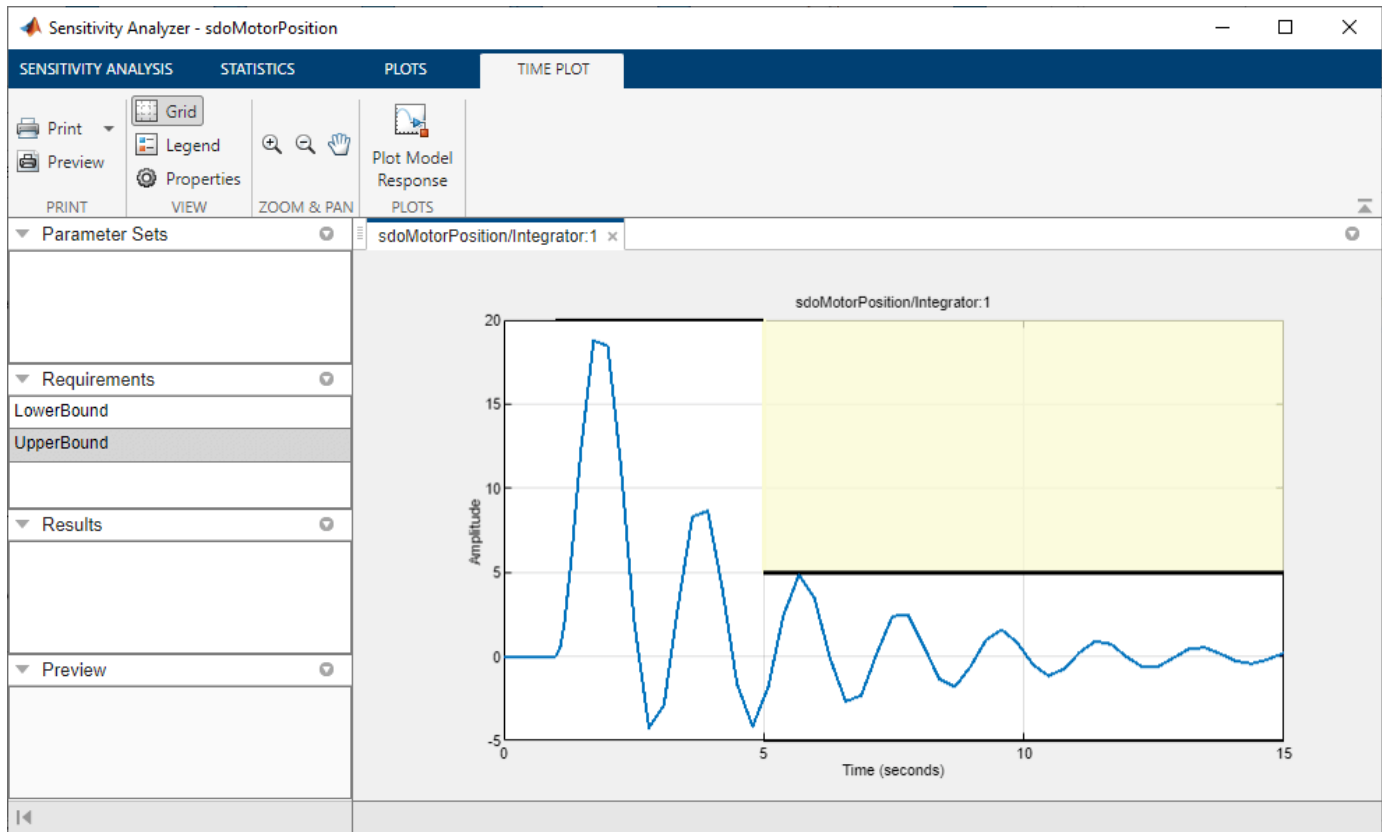 Sensitivity Analyzer - sdoMotorPosition
SENSITIVITY ANALYSIS STATISTICS PLOTS TIME PLOT
Print
Preview
PRINT
Grid
Legend
Properties
VIEW
ZOOM & PAN
Plot Model
Response
PLOTS
Parameter Sets
Requirements
LowerBound
UpperBound
Results
Preview
sdoMotorPosition/Integrator:1
sdoMotorPosition/Integrator:1
20
15
10
5
0
-5
Amplitude
0 5 10 15
Time (seconds)